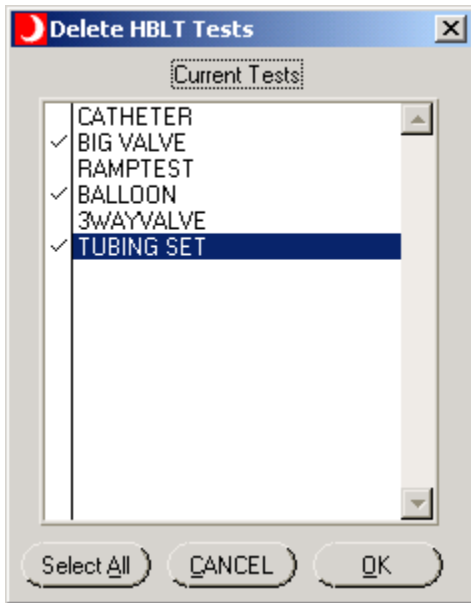 Delete HBLT Tests
Current Tests
CATHETER
BIG VALVE
RAMPTEST
BALLOON
3WAYVALVE
TUBING SET
Select All CANCEL OK